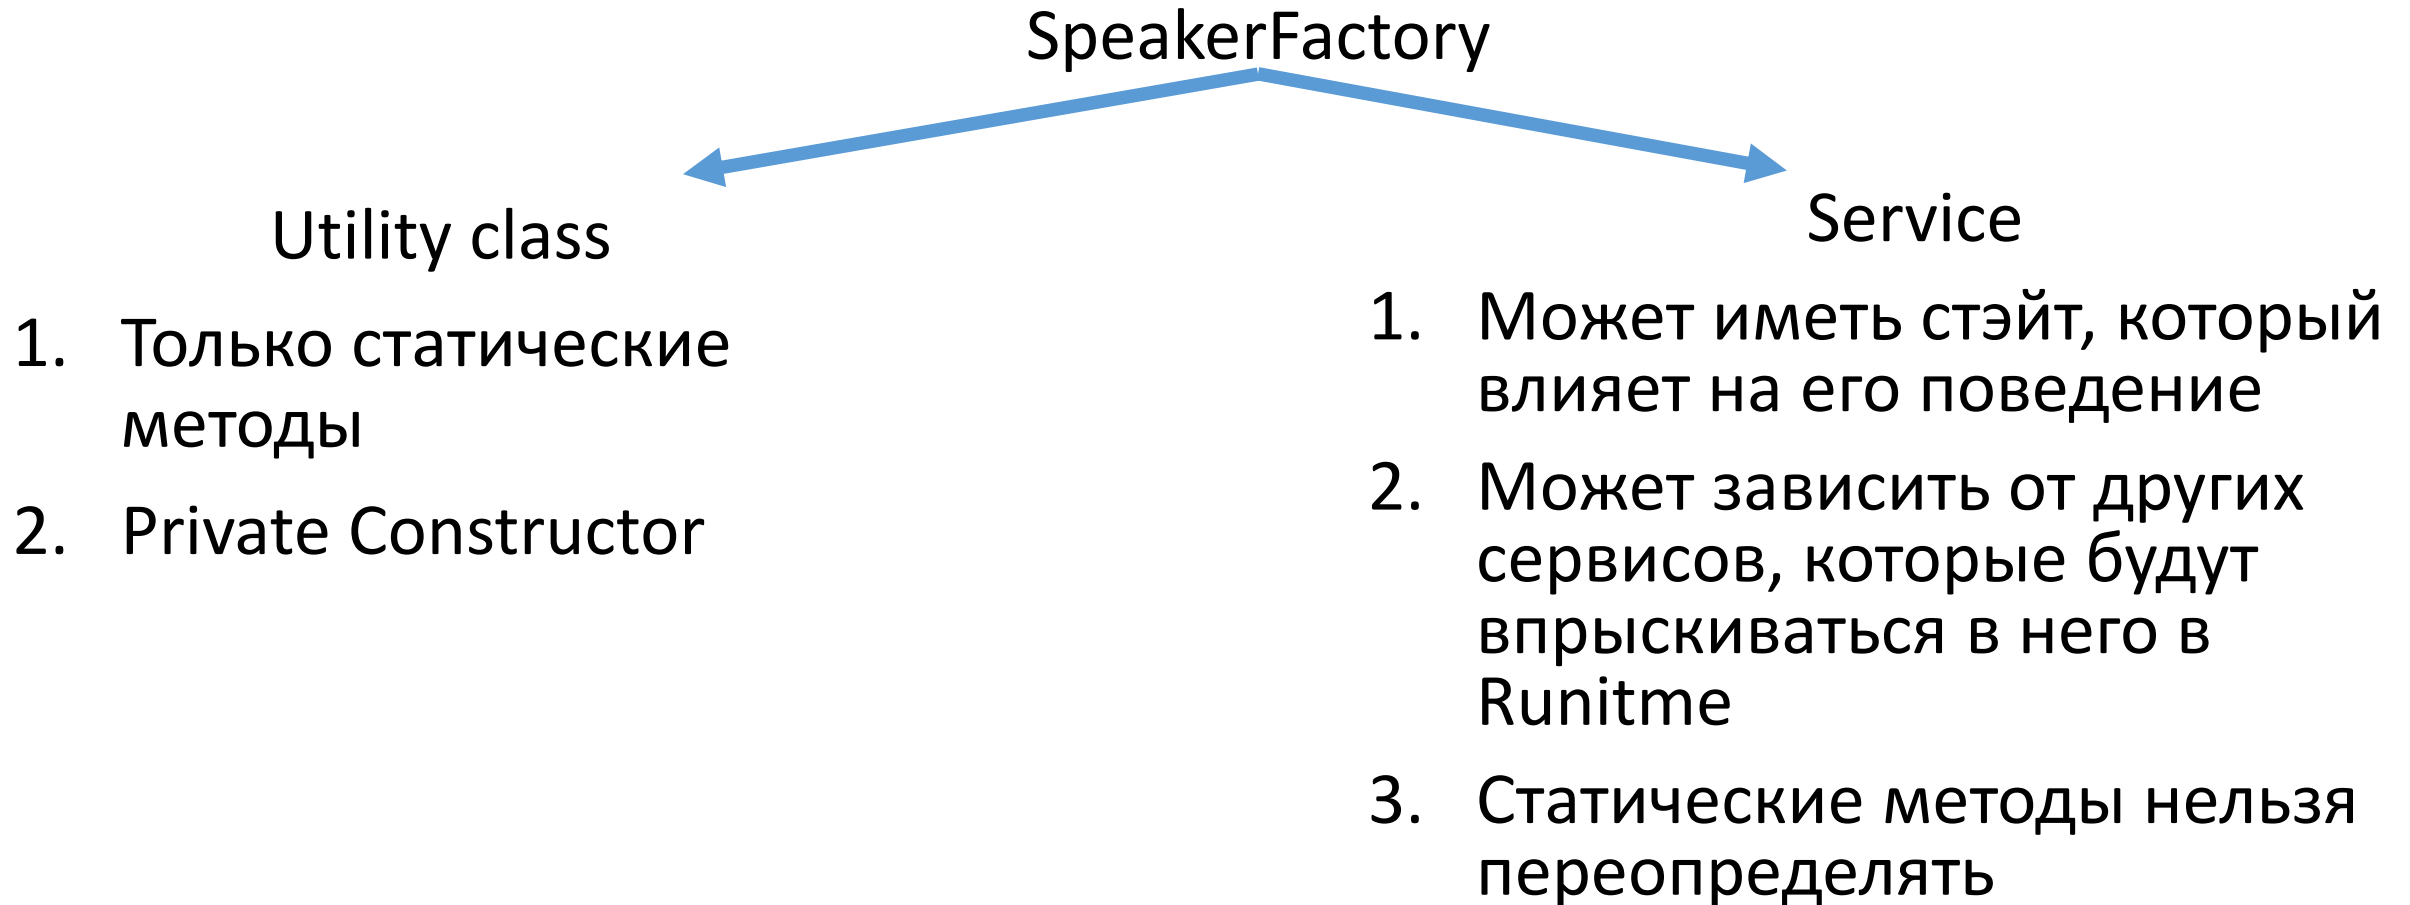 SpeakerFactory
Utility class
1. Только статические
методы
2. Private Constructor
Service
1. Может иметь стэйт, который
влияет на его поведение
2. Может зависить от других
сервисов, которые будут
впрыскиваться в него в
Runitme
3. Статические методы нельзя
переопределять